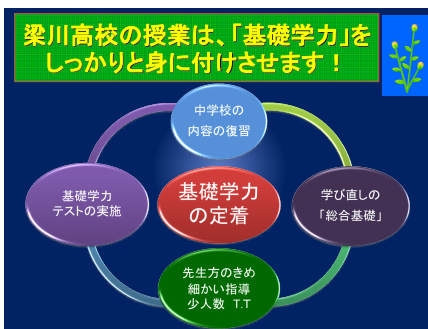 梁川高校の授業は、「基礎学力」を
しっかりと身に付けさせます！
中学校の
内容の復習
基礎学力
テストの実施
基礎学力
の定着
学び直しの
「総合基礎」
先生方のきめ
細かい指導
少人数 T.T